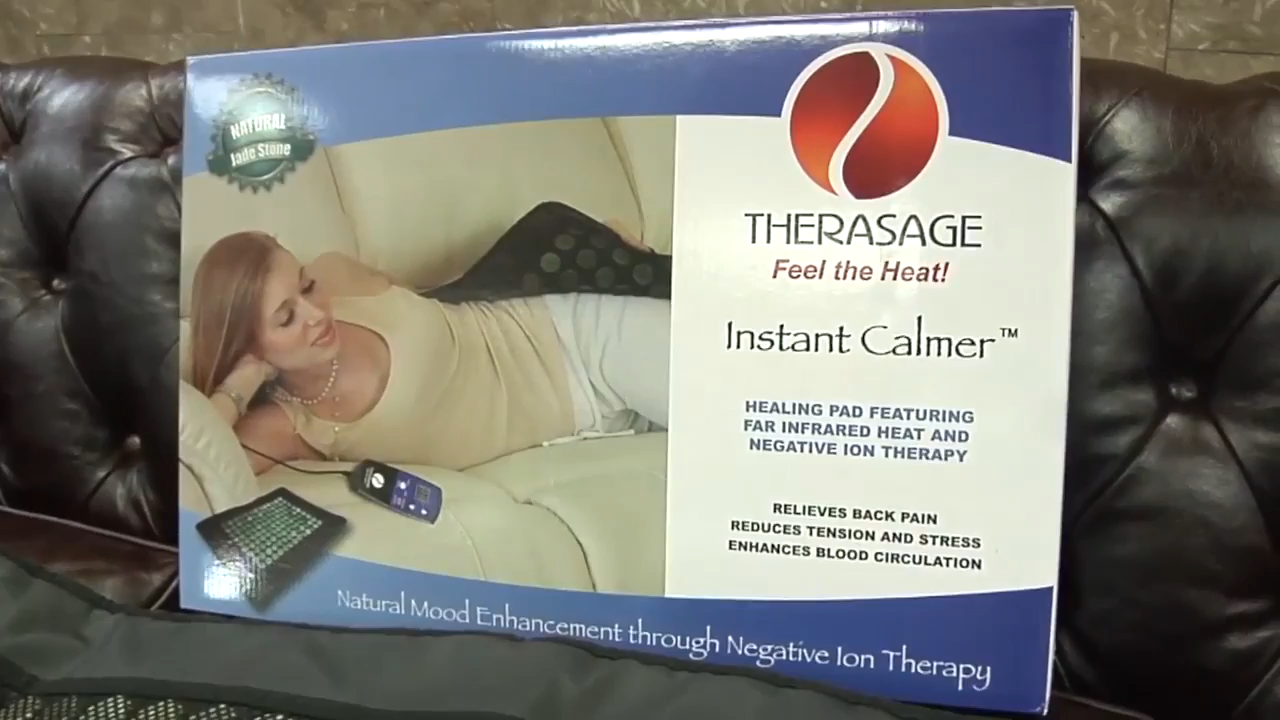 NATURAL
Jade Stone
THERASAGE
Feel the Heat!
Instant Calmer™
HEALING PAD FEATURING
FAR INFRARED HEAT AND
NEGATIVE ION THERAPY
RELIEVES BACK PAIN
REDUCES TENSION AND STRESS
ENHANCES BLOOD CIRCULATION
Natural Mood Enhancement through Negative Ion Therapy